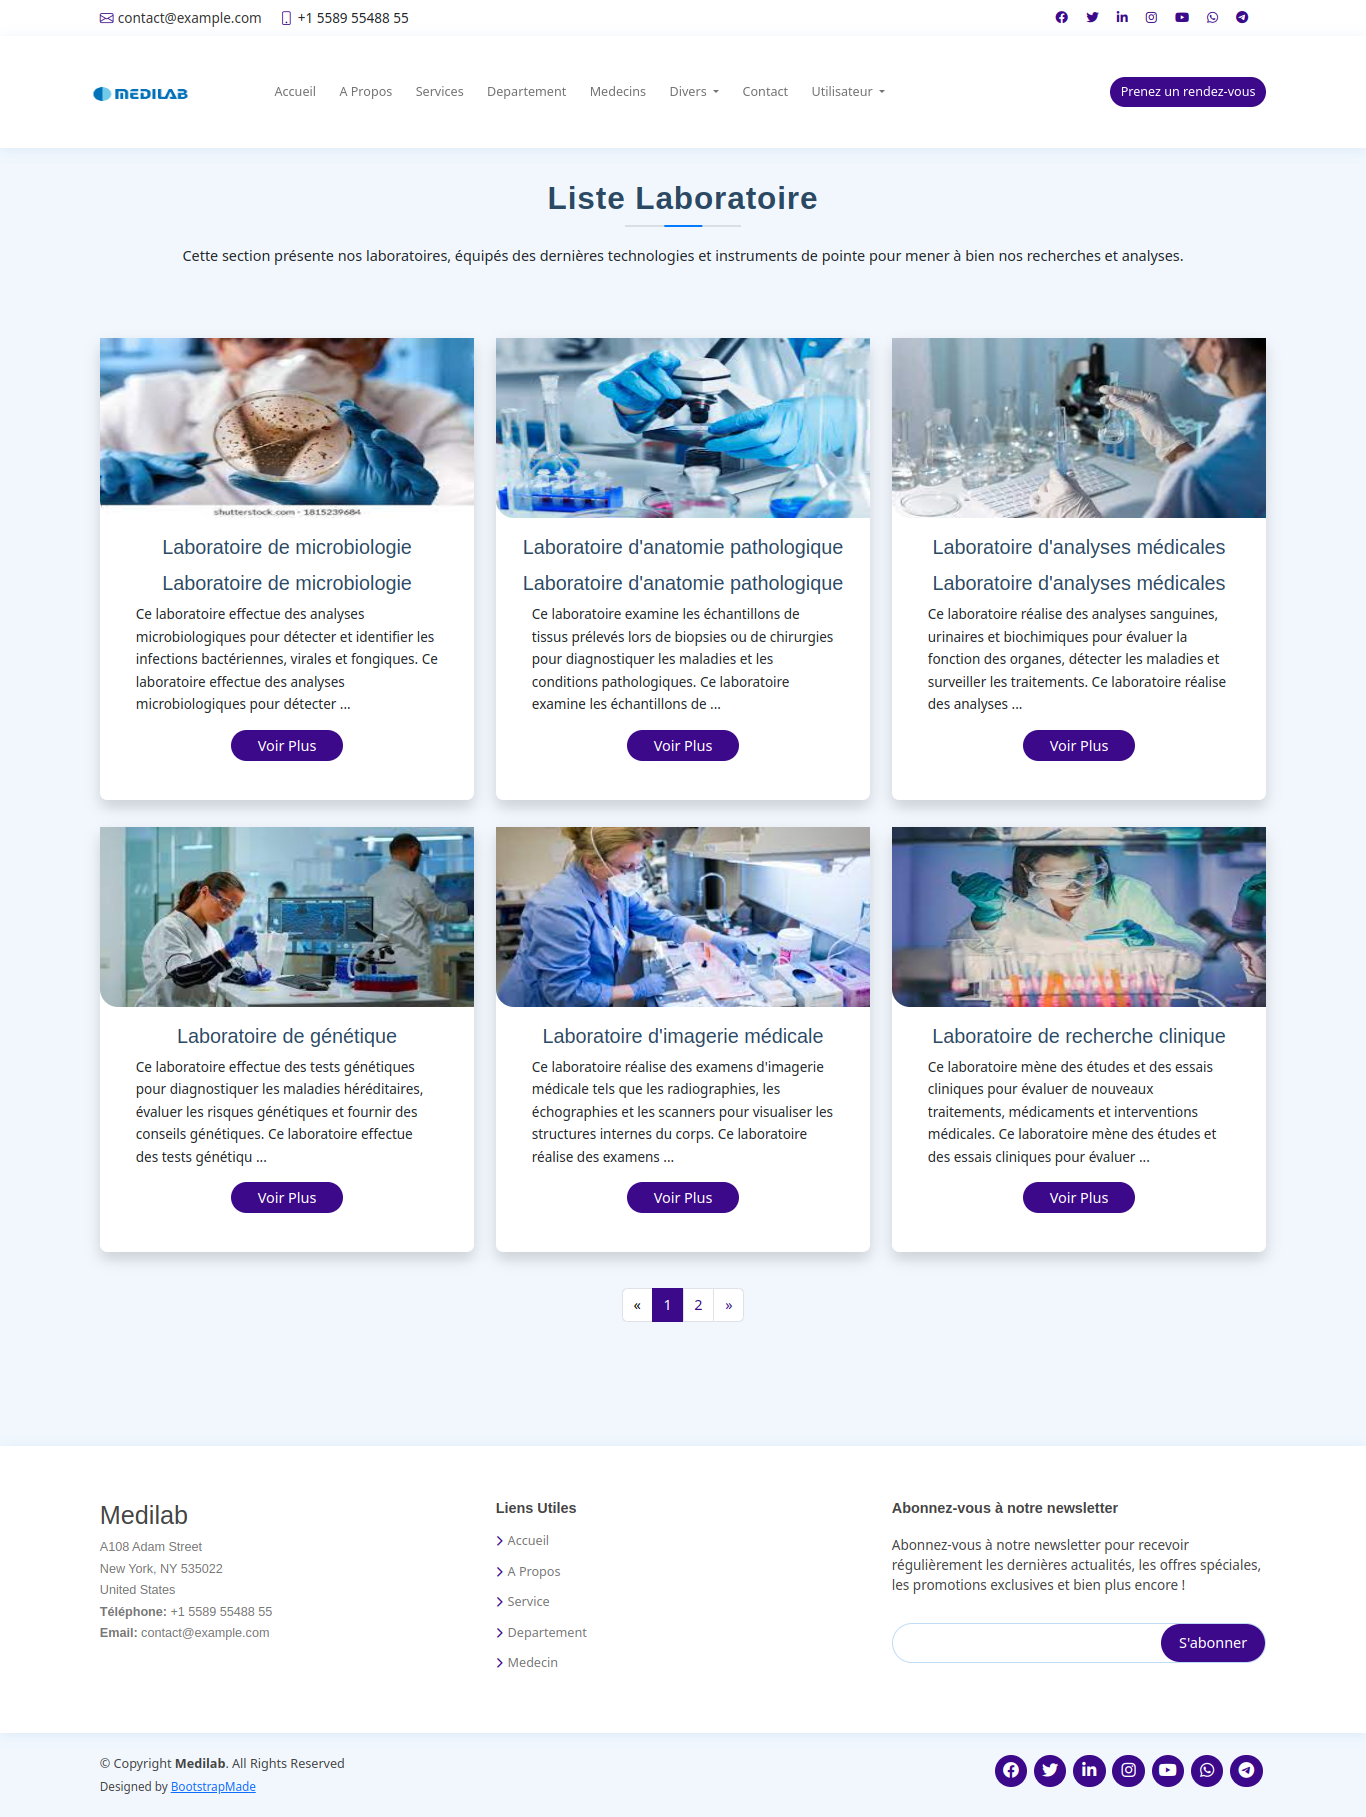 contact@example.com +1 5589 55488 55
MEDILAB Accueil A Propos Services Departement Medecins Divers Contact Utilisateur Prenez un rendez-vous
Liste Laboratoire
Cette section présente nos laboratoires, équipés des dernières technologies et instruments de pointe pour mener à bien nos recherches et analyses.
shutterstock.com · 1815239684
Laboratoire de microbiologie
Laboratoire de microbiologie
Ce laboratoire effectue des analyses
microbiologiques pour détecter et identifier les
infections bactériennes, virales et fongiques. Ce
laboratoire effectue des analyses
microbiologiques pour détecter ...
Voir Plus
Laboratoire d'anatomie pathologique
Laboratoire d'anatomie pathologique
Ce laboratoire examine les échantillons de
tissus prélevés lors de biopsies ou de chirurgies
pour diagnostiquer les maladies et les
conditions pathologiques. Ce laboratoire
examine les échantillons de ...
Voir Plus
Laboratoire d'analyses médicales
Laboratoire d'analyses médicales
Ce laboratoire réalise des analyses sanguines,
urinaires et biochimiques pour évaluer la
fonction des organes, détecter les maladies et
surveiller les traitements. Ce laboratoire réalise
des analyses ...
Voir Plus
Laboratoire de génétique
Ce laboratoire effectue des tests génétiques
pour diagnostiquer les maladies héréditaires,
évaluer les risques génétiques et fournir des
conseils génétiques. Ce laboratoire effectue
des tests génétiqu ...
Voir Plus
Laboratoire d'imagerie médicale
Ce laboratoire réalise des examens d'imagerie
médicale tels que les radiographies, les
échographies et les scanners pour visualiser les
structures internes du corps. Ce laboratoire
réalise des examens ...
Voir Plus
Laboratoire de recherche clinique
Ce laboratoire mène des études et des essais
cliniques pour évaluer de nouveaux
traitements, médicaments et interventions
médicales. Ce laboratoire mène des études et
des essais cliniques pour évaluer ...
Voir Plus
« 1 2 »
Medilab
A108 Adam Street
New York, NY 535022
United States
Téléphone: +1 5589 55488 55
Email: contact@example.com
Liens Utiles
Accueil
A Propos
Service
Departement
Medecin
Abonnez-vous à notre newsletter
Abonnez-vous à notre newsletter pour recevoir
régulièrement les dernières actualités, les offres spéciales,
les promotions exclusives et bien plus encore !
S'abonner
© Copyright Medilab. All Rights Reserved
Designed by BootstrapMade